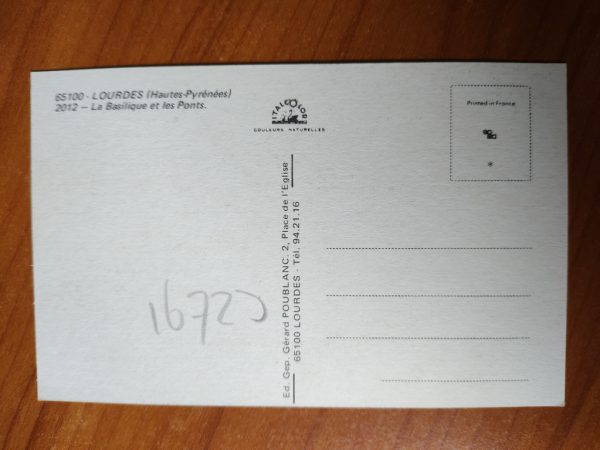 65100 - LOURDES (Hautes-Pyrénées)
2012 — La Basilique et les Ponts.
VITALCOLOR
COULEURS NATURELLES
Printed in France
*
Ed. Gep. Gérard POUBLANC. 2, Place de l'Eglise
65100 LOURDES - Tél. 94.21.16